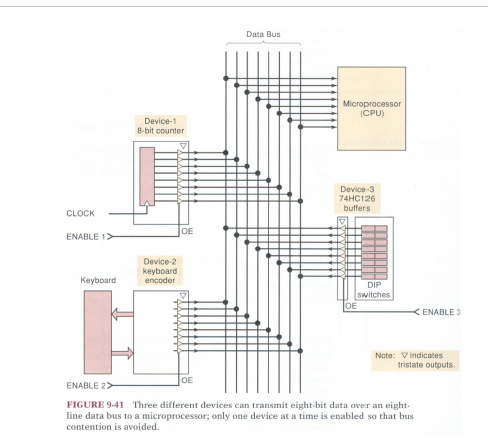 Data Bus
Microprocessor
(CPU)
Device-1
8-bit counter
CLOCK
ENABLE 1
OE
Device-3
74HC126
buffers
DIP
switches
OE
ENABLE 3
Device-2
keyboard
encoder
Keyboard
ENABLE 2
OE
Note: ▽ indicates
tristate outputs.
FIGURE 9-41 Three different devices can transmit eight-bit data over an eight-
line data bus to a microprocessor; only one device at a time is enabled so that bus
contention is avoided.